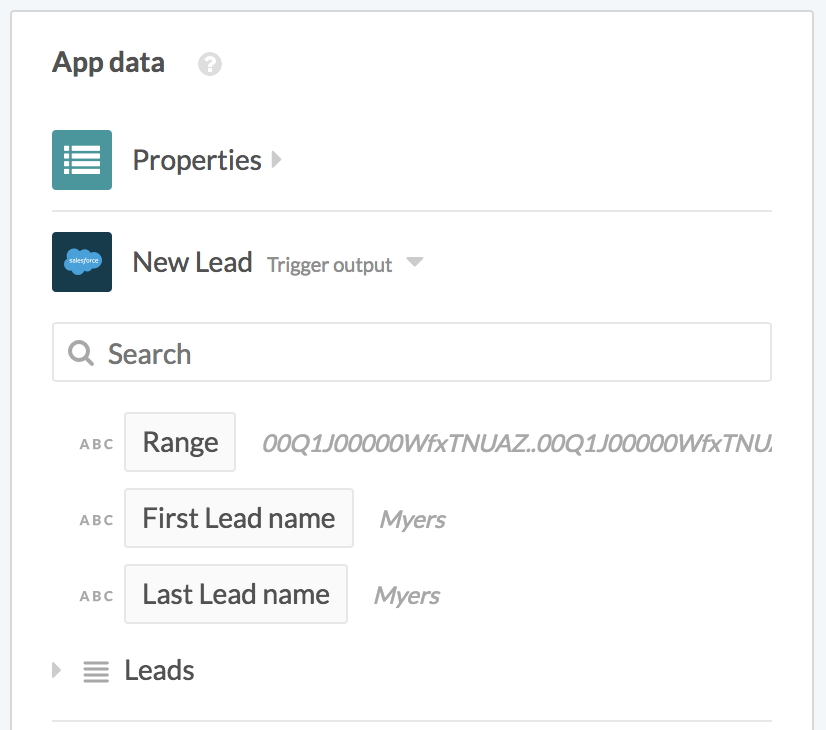 App data ?
Properties
salesforce
New Lead Trigger output
Search
ABC Range 00Q1J00000WfxTNUAZ..00Q1J00000WfxTNU
ABC First Lead name Myers
ABC Last Lead name Myers
Leads